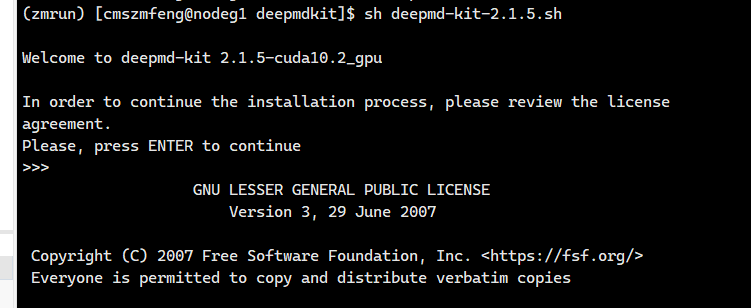 (zmrun) [cmszmfeng@nodeg1 deepmdkit]$ sh deepmd-kit-2.1.5.sh
Welcome to deepmd-kit 2.1.5-cuda10.2_gpu
In order to continue the installation process, please review the license
agreement.
Please, press ENTER to continue
>>>
GNU LESSER GENERAL PUBLIC LICENSE
Version 3, 29 June 2007
Copyright (C) 2007 Free Software Foundation, Inc. <https://fsf.org/>
Everyone is permitted to copy and distribute verbatim copies